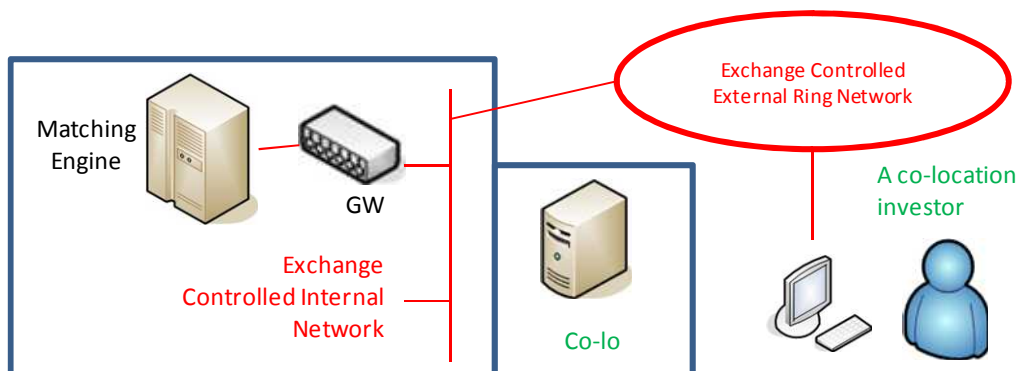 Exchange Controlled
External Ring Network
Matching
Engine
GW
A co-location
investor
Exchange
Controlled Internal
Network
Co-lo